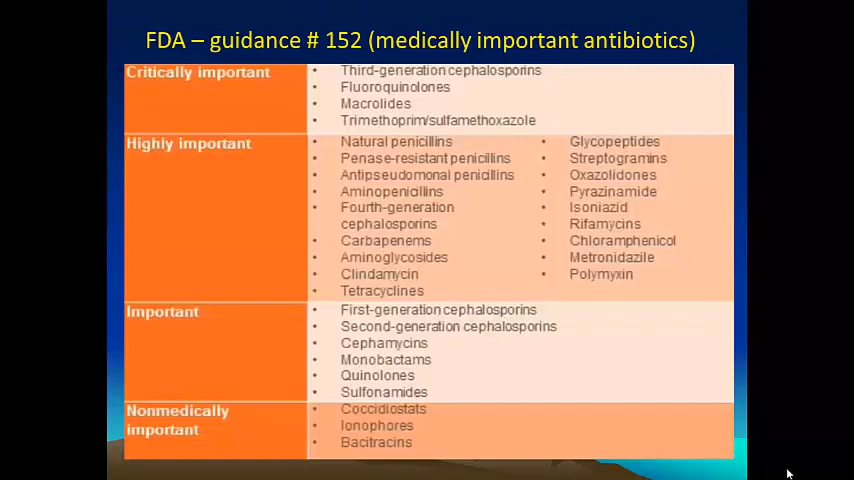 FDA – guidance # 152 (medically important antibiotics)
Critically important
• Third-generation cephalosporins
• Fluoroquinolones
• Macrolides
• Trimethoprim/sulfamethoxazole
Highly important
• Natural penicillins
• Penase-resistant penicillins
• Antipseudomonal penicillins
• Aminopenicillins
• Fourth-generation
cephalosporins
• Carbapenems
• Aminoglycosides
• Clindamycin
• Tetracyclines
• Glycopeptides
• Streptogramins
• Oxazolidones
• Pyrazinamide
• Isoniazid
• Rifamycins
• Chloramphenicol
• Metronidazile
• Polymyxin
Important
• First-generation cephalosporins
• Second-generation cephalosporins
• Cephamycins
• Monobactams
• Quinolones
• Sulfonamides
Nonmedically
important
• Coccidiostats
• Ionophores
• Bacitracins